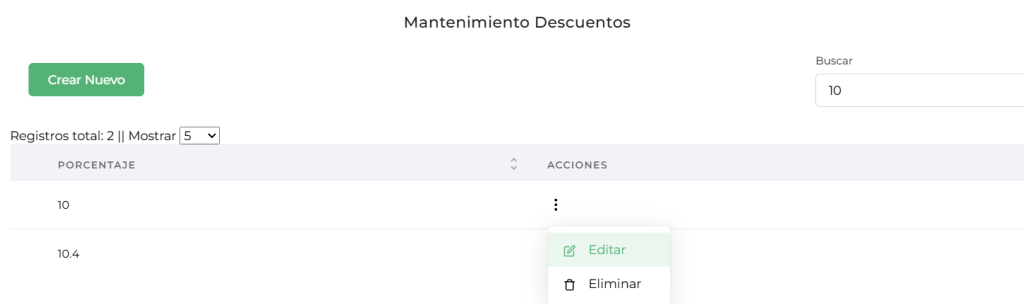 Mantenimiento Descuentos
Crear Nuevo
Buscar
10
Registros total: 2 || Mostrar 5
PORCENTAJE ACCIONES
10
10.4
Editar
Eliminar